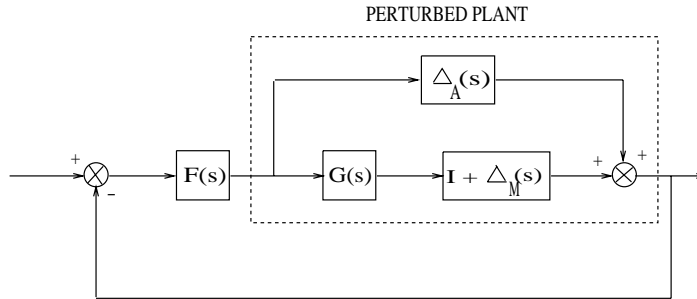 PERTURBED PLANT
△A(s)
+
+
+
F(s)
G(s)
I + △M(s)
−